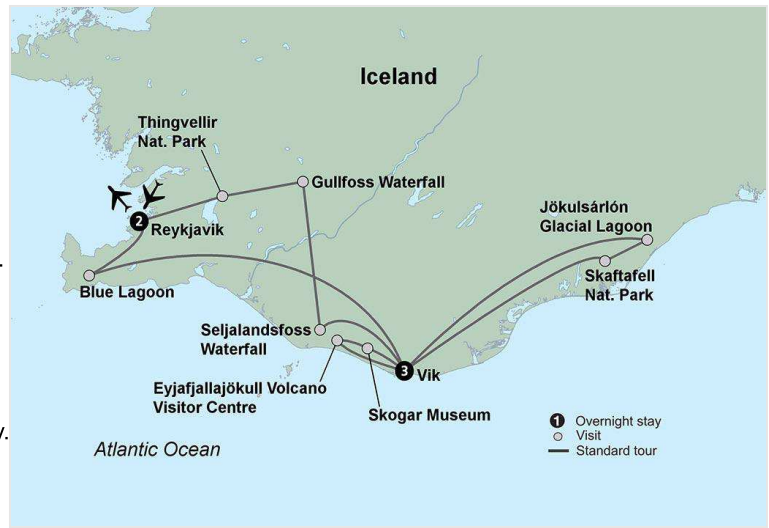 Iceland
Thingvellir
Nat. Park
Gullfoss Waterfall
Jökulsárlón
Glacial Lagoon
2
Reykjavik
Skaftafell
Nat. Park
Blue Lagoon
Seljalandsfoss
Waterfall
3
Vik
Eyjafjallajökull Volcano
Visitor Centre
Skogar Museum
1 Overnight stay
Visit
Standard tour
y.
Atlantic Ocean